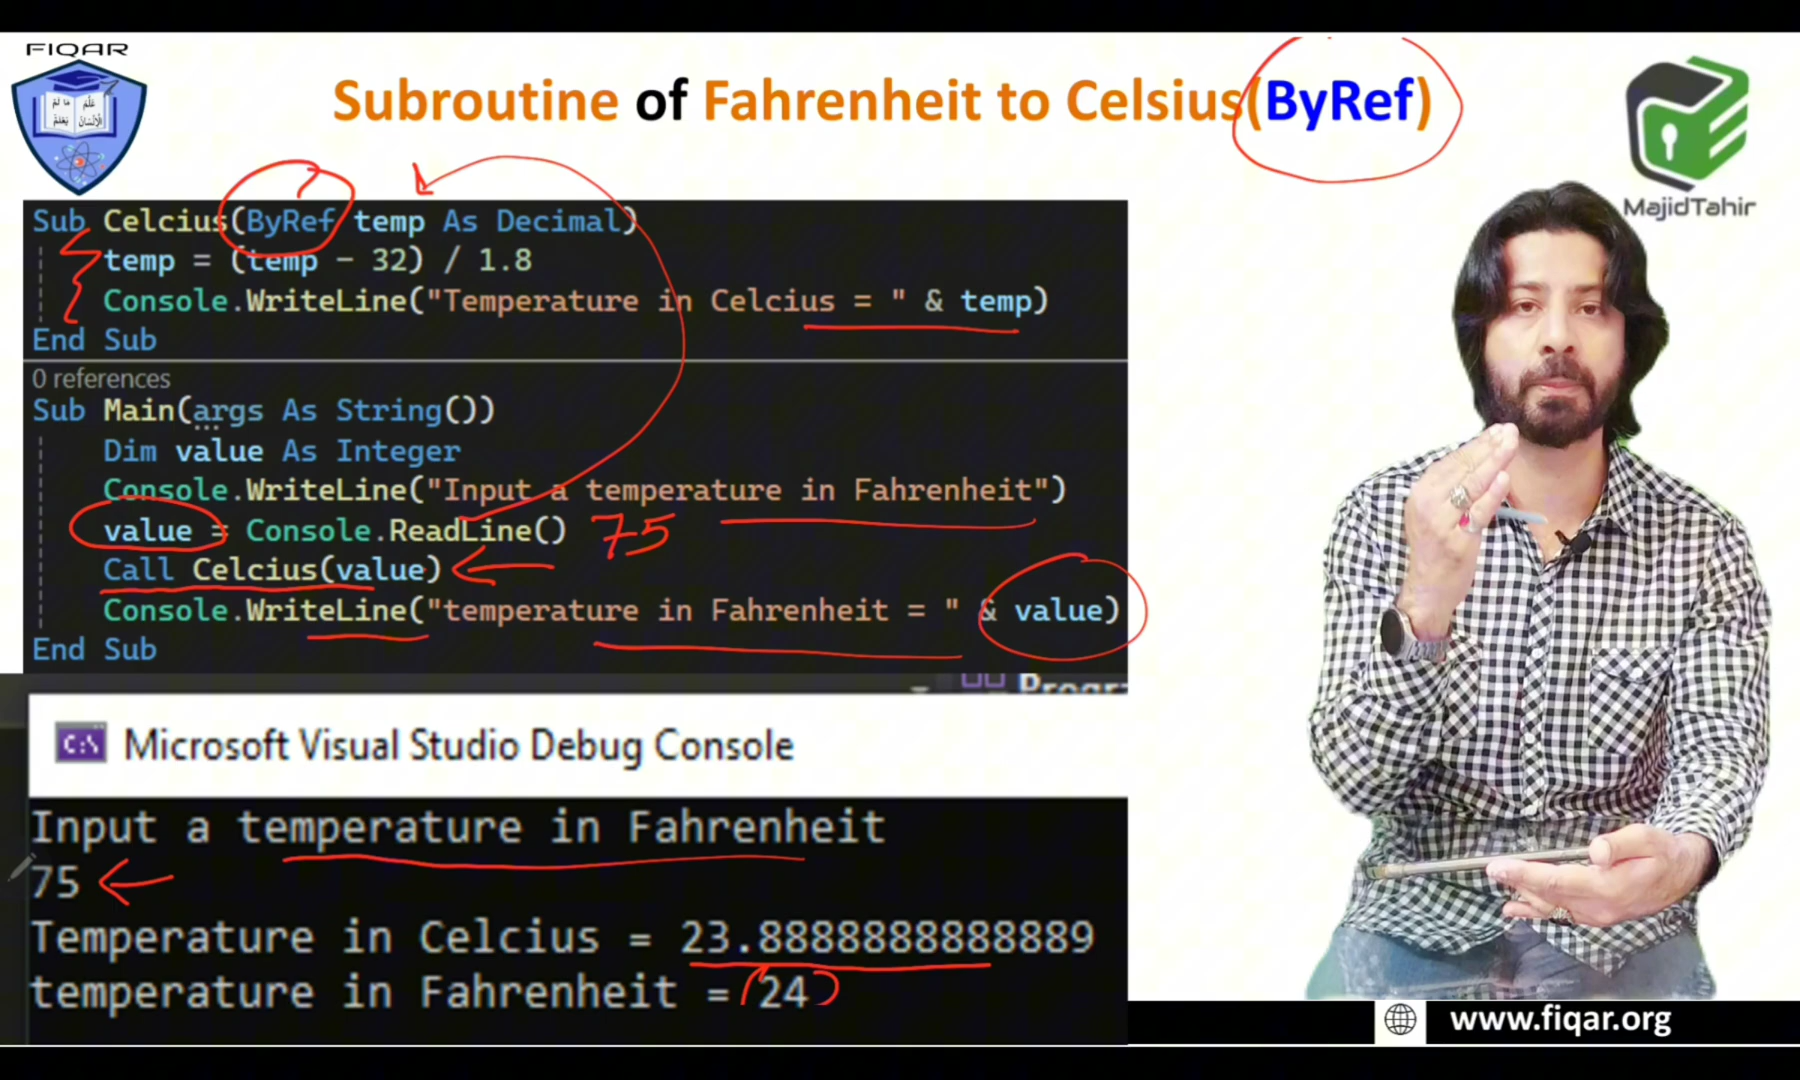 FIQAR
Subroutine of Fahrenheit to Celsius(ByRef)
MajidTahir
Sub Celcius(ByRef temp As Decimal)
temp = (temp - 32) / 1.8
Console.WriteLine("Temperature in Celcius = " & temp)
End Sub
0 references
Sub Main(args As String())
Dim value As Integer
Console.WriteLine("Input a temperature in Fahrenheit")
value = Console.ReadLine() 75
Call Celcius(value)
Console.WriteLine("temperature in Fahrenheit = " & value)
End Sub
C:\ Microsoft Visual Studio Debug Console
Input a temperature in Fahrenheit
75
Temperature in Celcius = 23.8888888888889
temperature in Fahrenheit = 24
www.fiqar.org